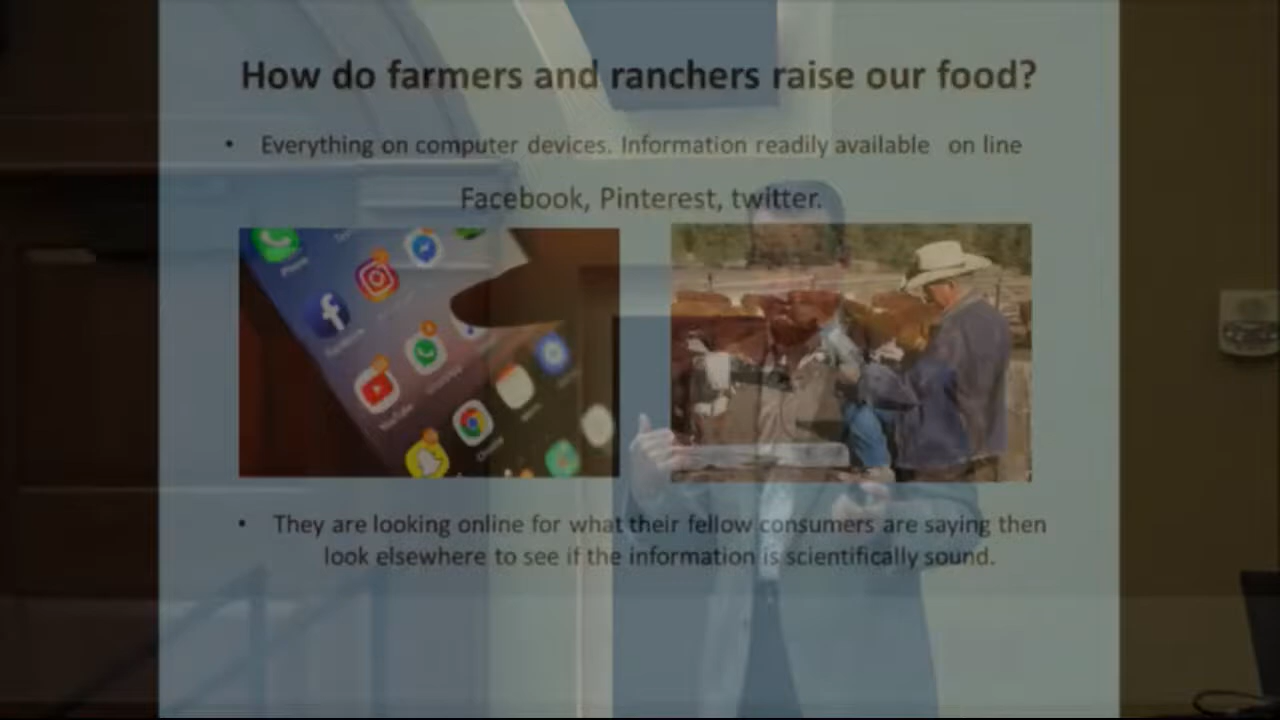 How do farmers and ranchers raise our food?
• Everything on computer devices. Information readily available on line
Facebook, Pinterest, twitter.
• They are looking online for what their fellow consumers are saying then
look elsewhere to see if the information is scientifically sound.